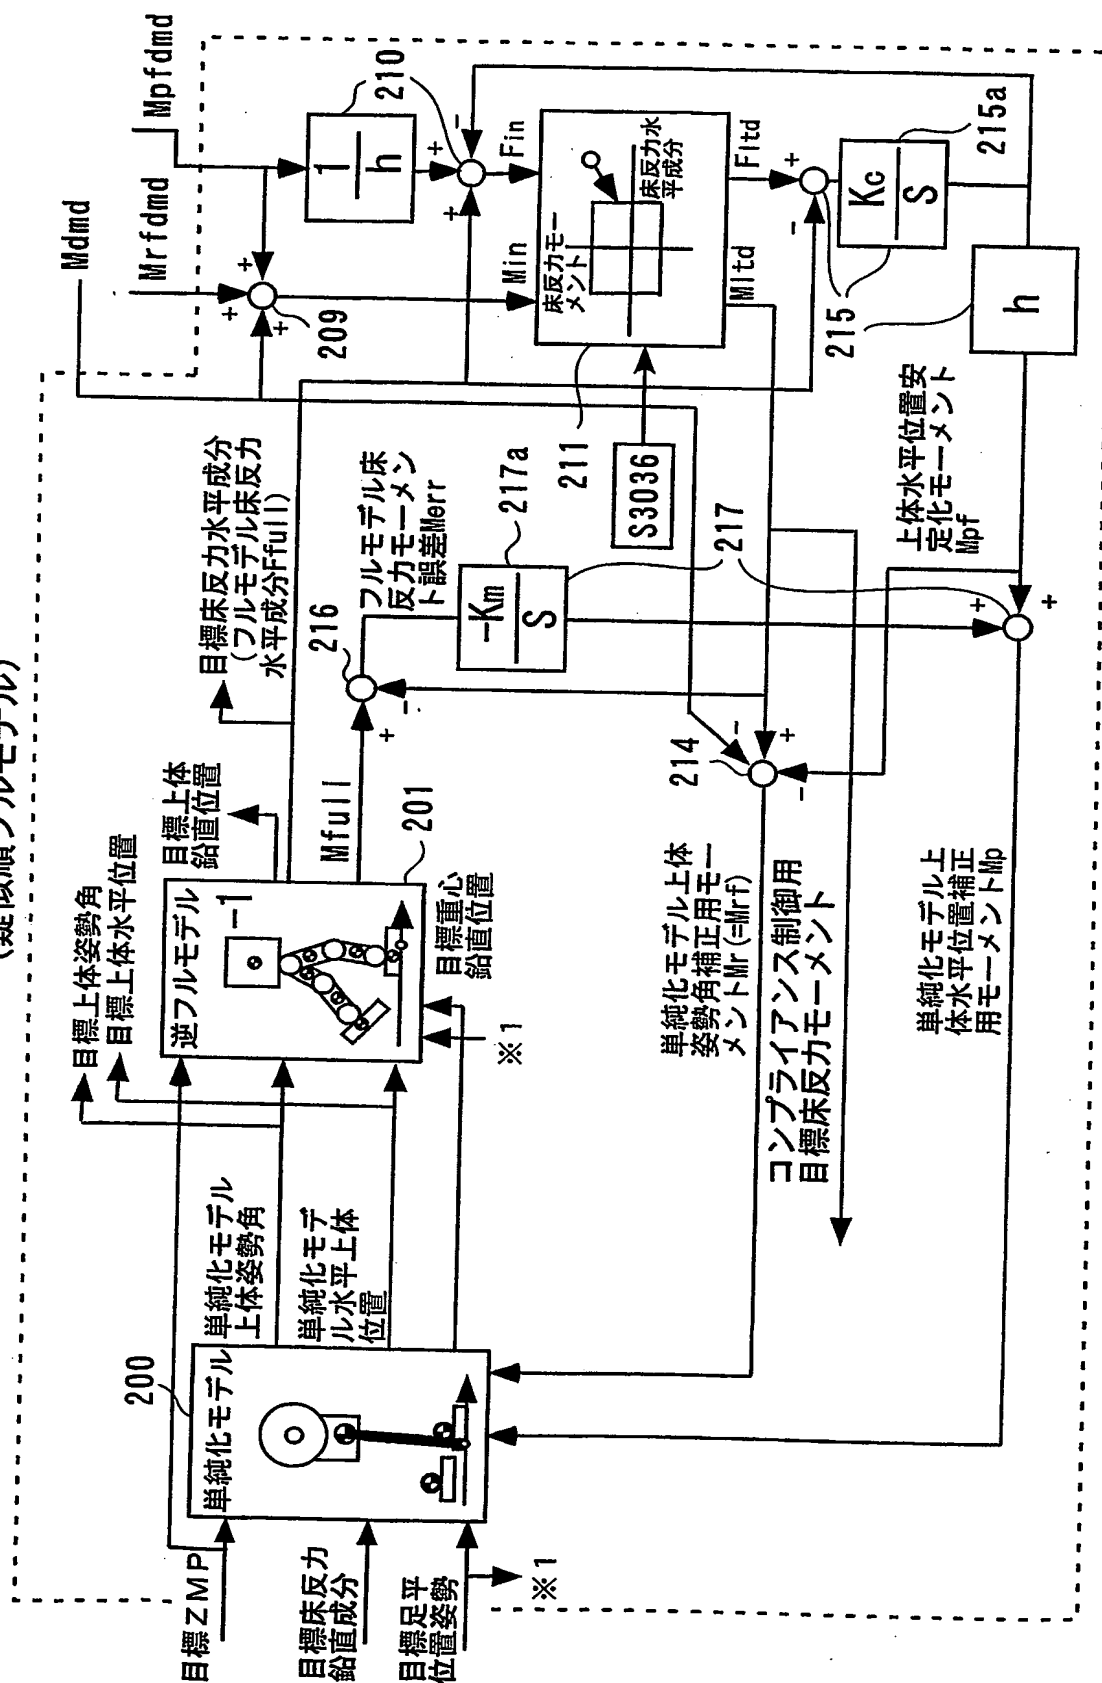 (疑似順フルモデル)
目標ZMP
目標床反力
鉛直成分
目標足平
位置姿勢
※1
200
単純化モデル
単純化モデル
上体姿勢角
単純化モデ
ル水平上体
位置
目標上体姿勢角
目標上体水平位置
逆フルモデル
-1
201
目標重心
鉛直位置
※1
目標上体
鉛直位置
Mfull
目標床反力水平成分
(フルモデル床反力
水平成分Ffull)
216
+
-
フルモデル床
反力モーメン
ト誤差Merr
217a
-Km
S
217
+
+
Mdmd
Mrfdmd
Mpfdmd
209
+
+
+
1
h
210
+
-
+
Min
Fin
床反力モー
メント
床反力水
平成分
211
S3036
Mltd
Fltd
+
-
215
Kc
S
215a
h
上体水平位置安
定化モーメント
Mpf
214
-
+
-
単純化モデル上体
姿勢角補正用モー
メントMr(=Mrf)
コンプライアンス制御用
目標床反力モーメント
単純化モデル上
体水平位置補正
用モーメントMp